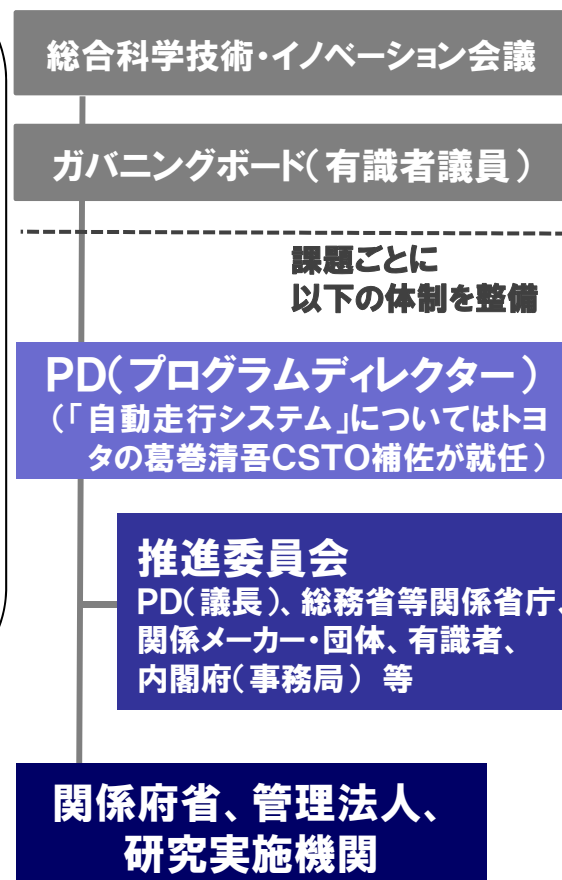 総合科学技術・イノベーション会議
ガバニングボード（有識者議員）
課題ごとに
以下の体制を整備
PD（プログラムディレクター）
（「自動走行システム」についてはトヨ
タの葛巻清吾CSTO補佐が就任）
推進委員会
PD（議長）、総務省等関係省庁、
関係メーカー・団体、有識者、
内閣府（事務局） 等
関係府省、管理法人、
研究実施機関